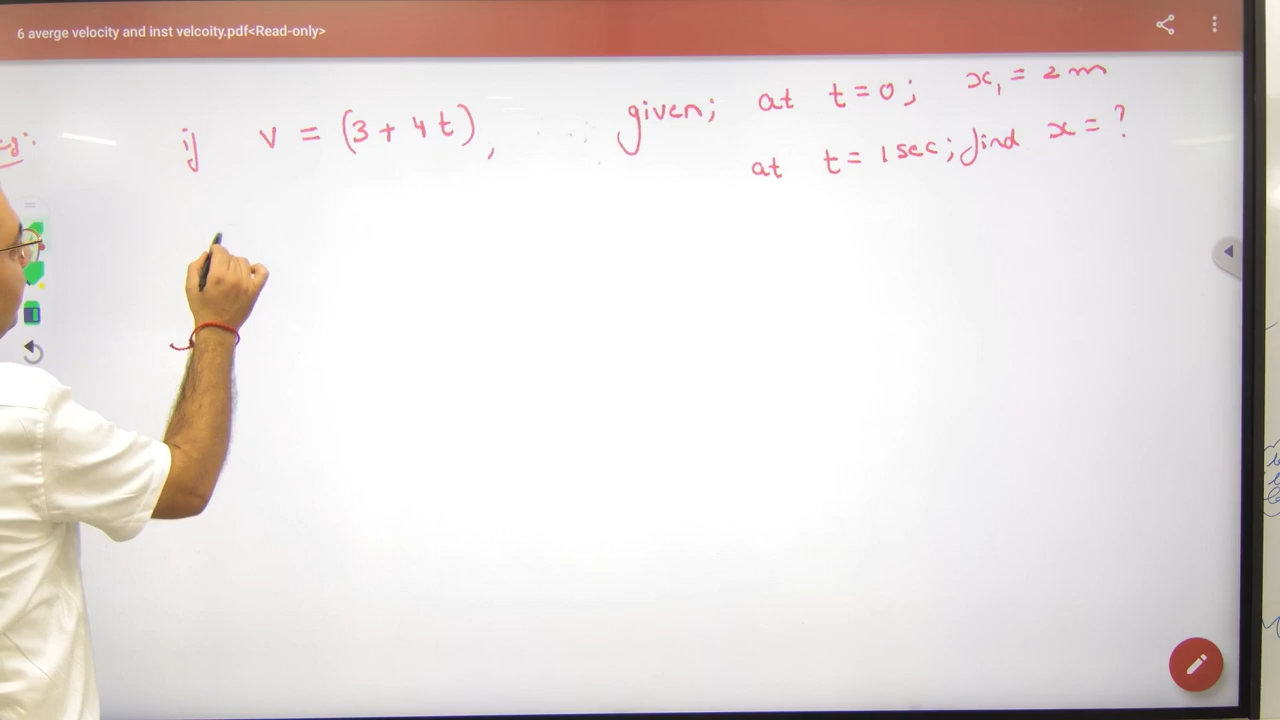 6 averge velocity and inst velcoity.pdf<Read-only>
if v = (3 + 4t), given; at t = 0; x₁ = 2 m
at t = 1 sec; find x = ?